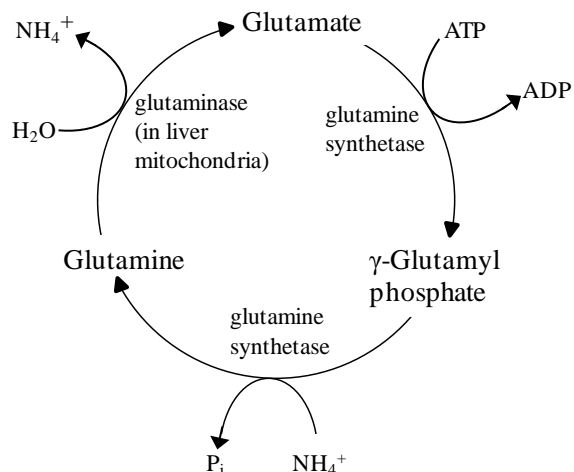 Glutamate
NH₄⁺
ATP
ADP
glutaminase
(in liver
mitochondria)
H₂O
glutamine
synthetase
Glutamine
γ-Glutamyl
phosphate
glutamine
synthetase
Pᵢ
NH₄⁺